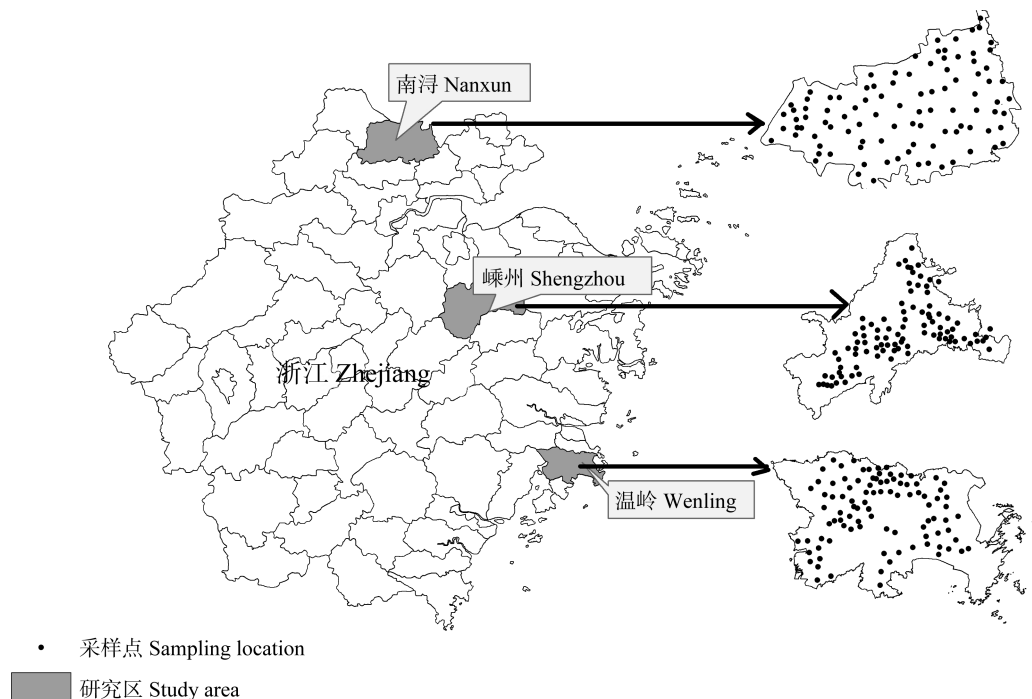 南浔 Nanxun
嵊州 Shengzhou
浙江 Zhejiang
温岭 Wenling
采样点 Sampling location
研究区 Study area